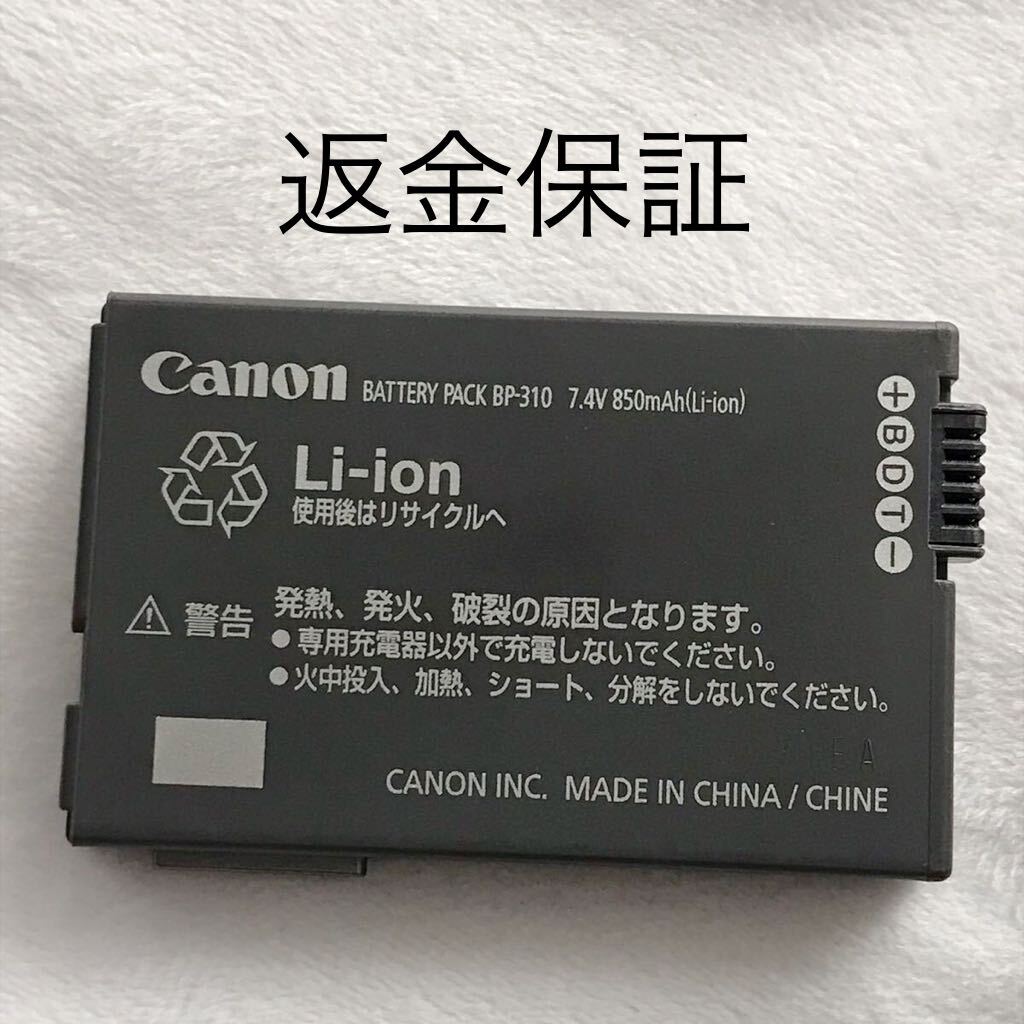 返金保証
Canon BATTERY PACK BP-310 7.4V 850mAh(Li-ion)
+
B
D
T
-
Li-ion
使用後はリサイクルへ
警告
発熱、発火、破裂の原因となります。
●専用充電器以外で充電しないでください。
●火中投入、加熱、ショート、分解をしないでください。
CANON INC. MADE IN CHINA / CHINE